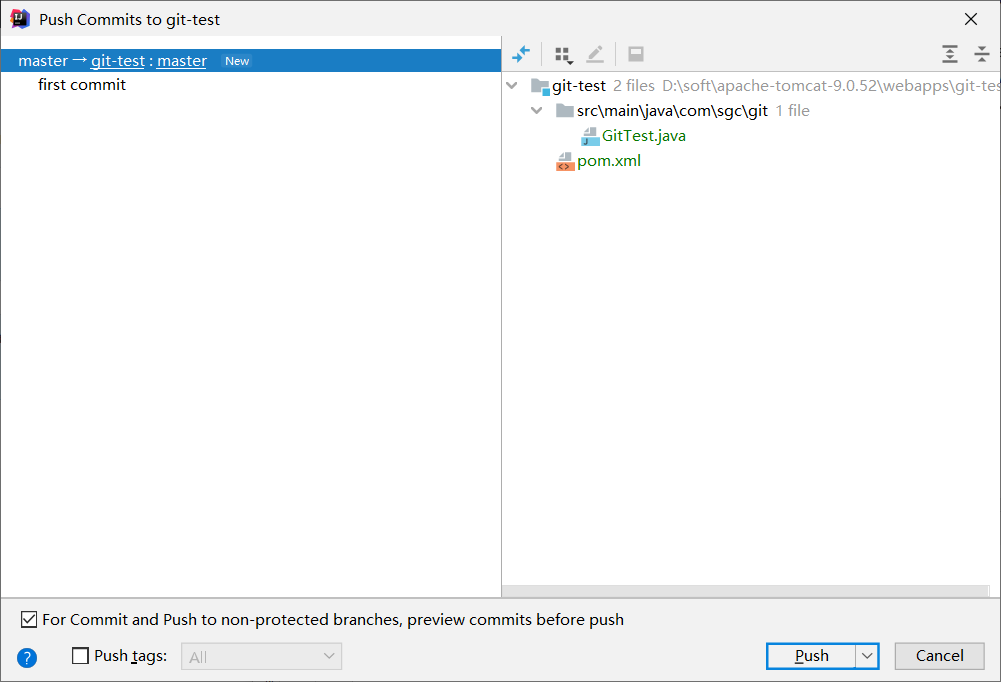 Push Commits to git-test
master → git-test : master New
first commit
git-test 2 files D:\soft\apache-tomcat-9.0.52\webapps\git-tes
src\main\java\com\sgc\git 1 file
GitTest.java
pom.xml
For Commit and Push to non-protected branches, preview commits before push
? Push tags: All Push Cancel